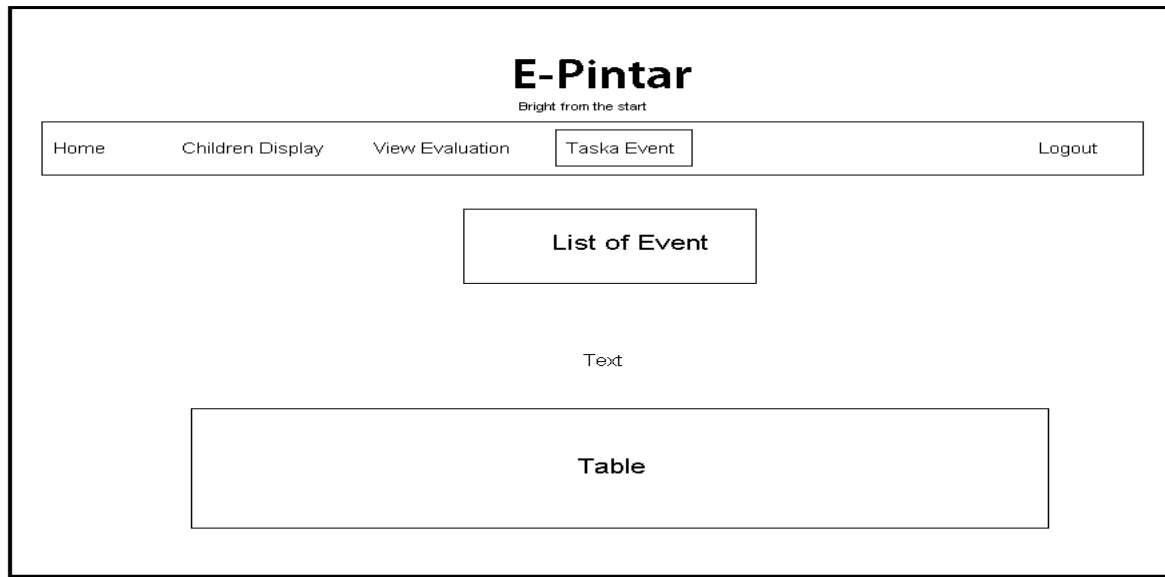 E-Pintar
Bright from the start
Home Children Display View Evaluation Taska Event Logout
List of Event
Text
Table